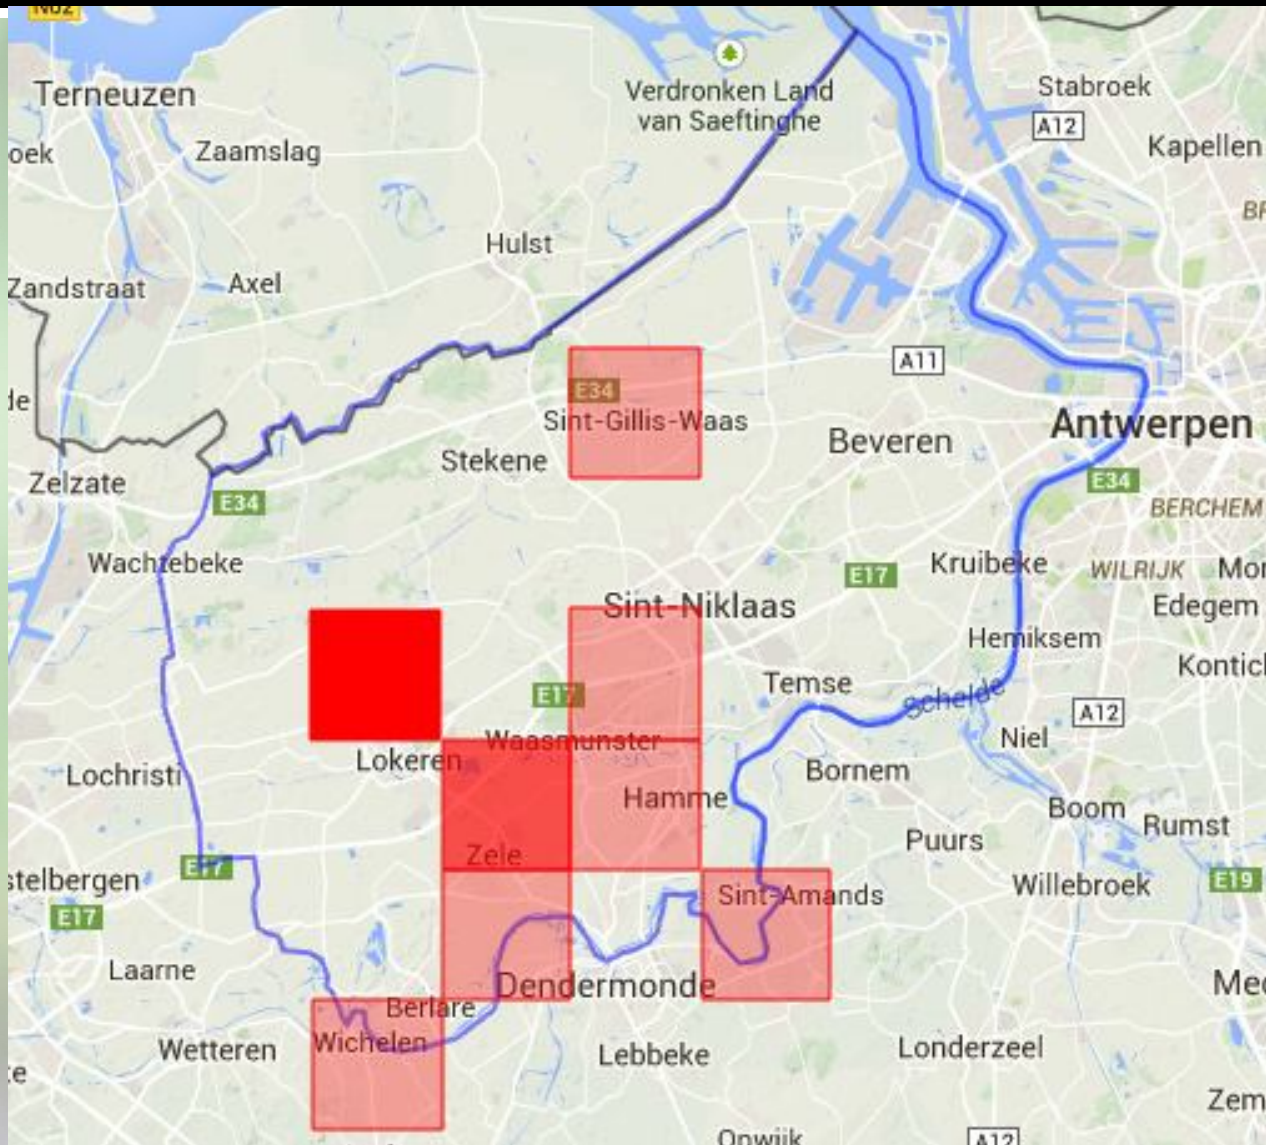 N62
Terneuzen
Verdronken Land
van Saeftinghe
Stabroek
A12
oek
Zaamslag
Kapellen
Hulst
Zandstraat
Axel
A11
E34
Sint-Gillis-Waas
Antwerpen
Beveren
Stekene
Zelzate
E34
E34
BERCHEM
Wachtebeke
E17
Kruibeke
WILRIJK
Edegem
Sint-Niklaas
Hemiksem
Temse
E17
Schelde
A12
Waasmunster
Niel
Lokeren
Lochristi
Bornem
Hamme
Boom
Rumst
Puurs
Zele
E17
stelbergen
Sint-Amands
Willebroek
E19
E17
Laarne
Dendermonde
Berlare
Wichelen
Wetteren
Lebbeke
Londerzeel
Opwijk
A12